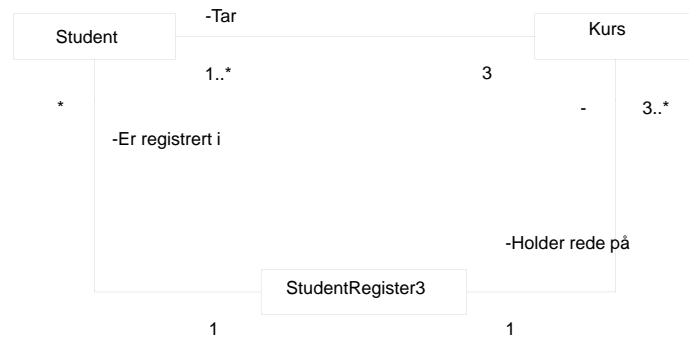 -Tar
Student
Kurs
1..*
3
*
-
3..*
-Er registrert i
-Holder rede på
StudentRegister3
1
1